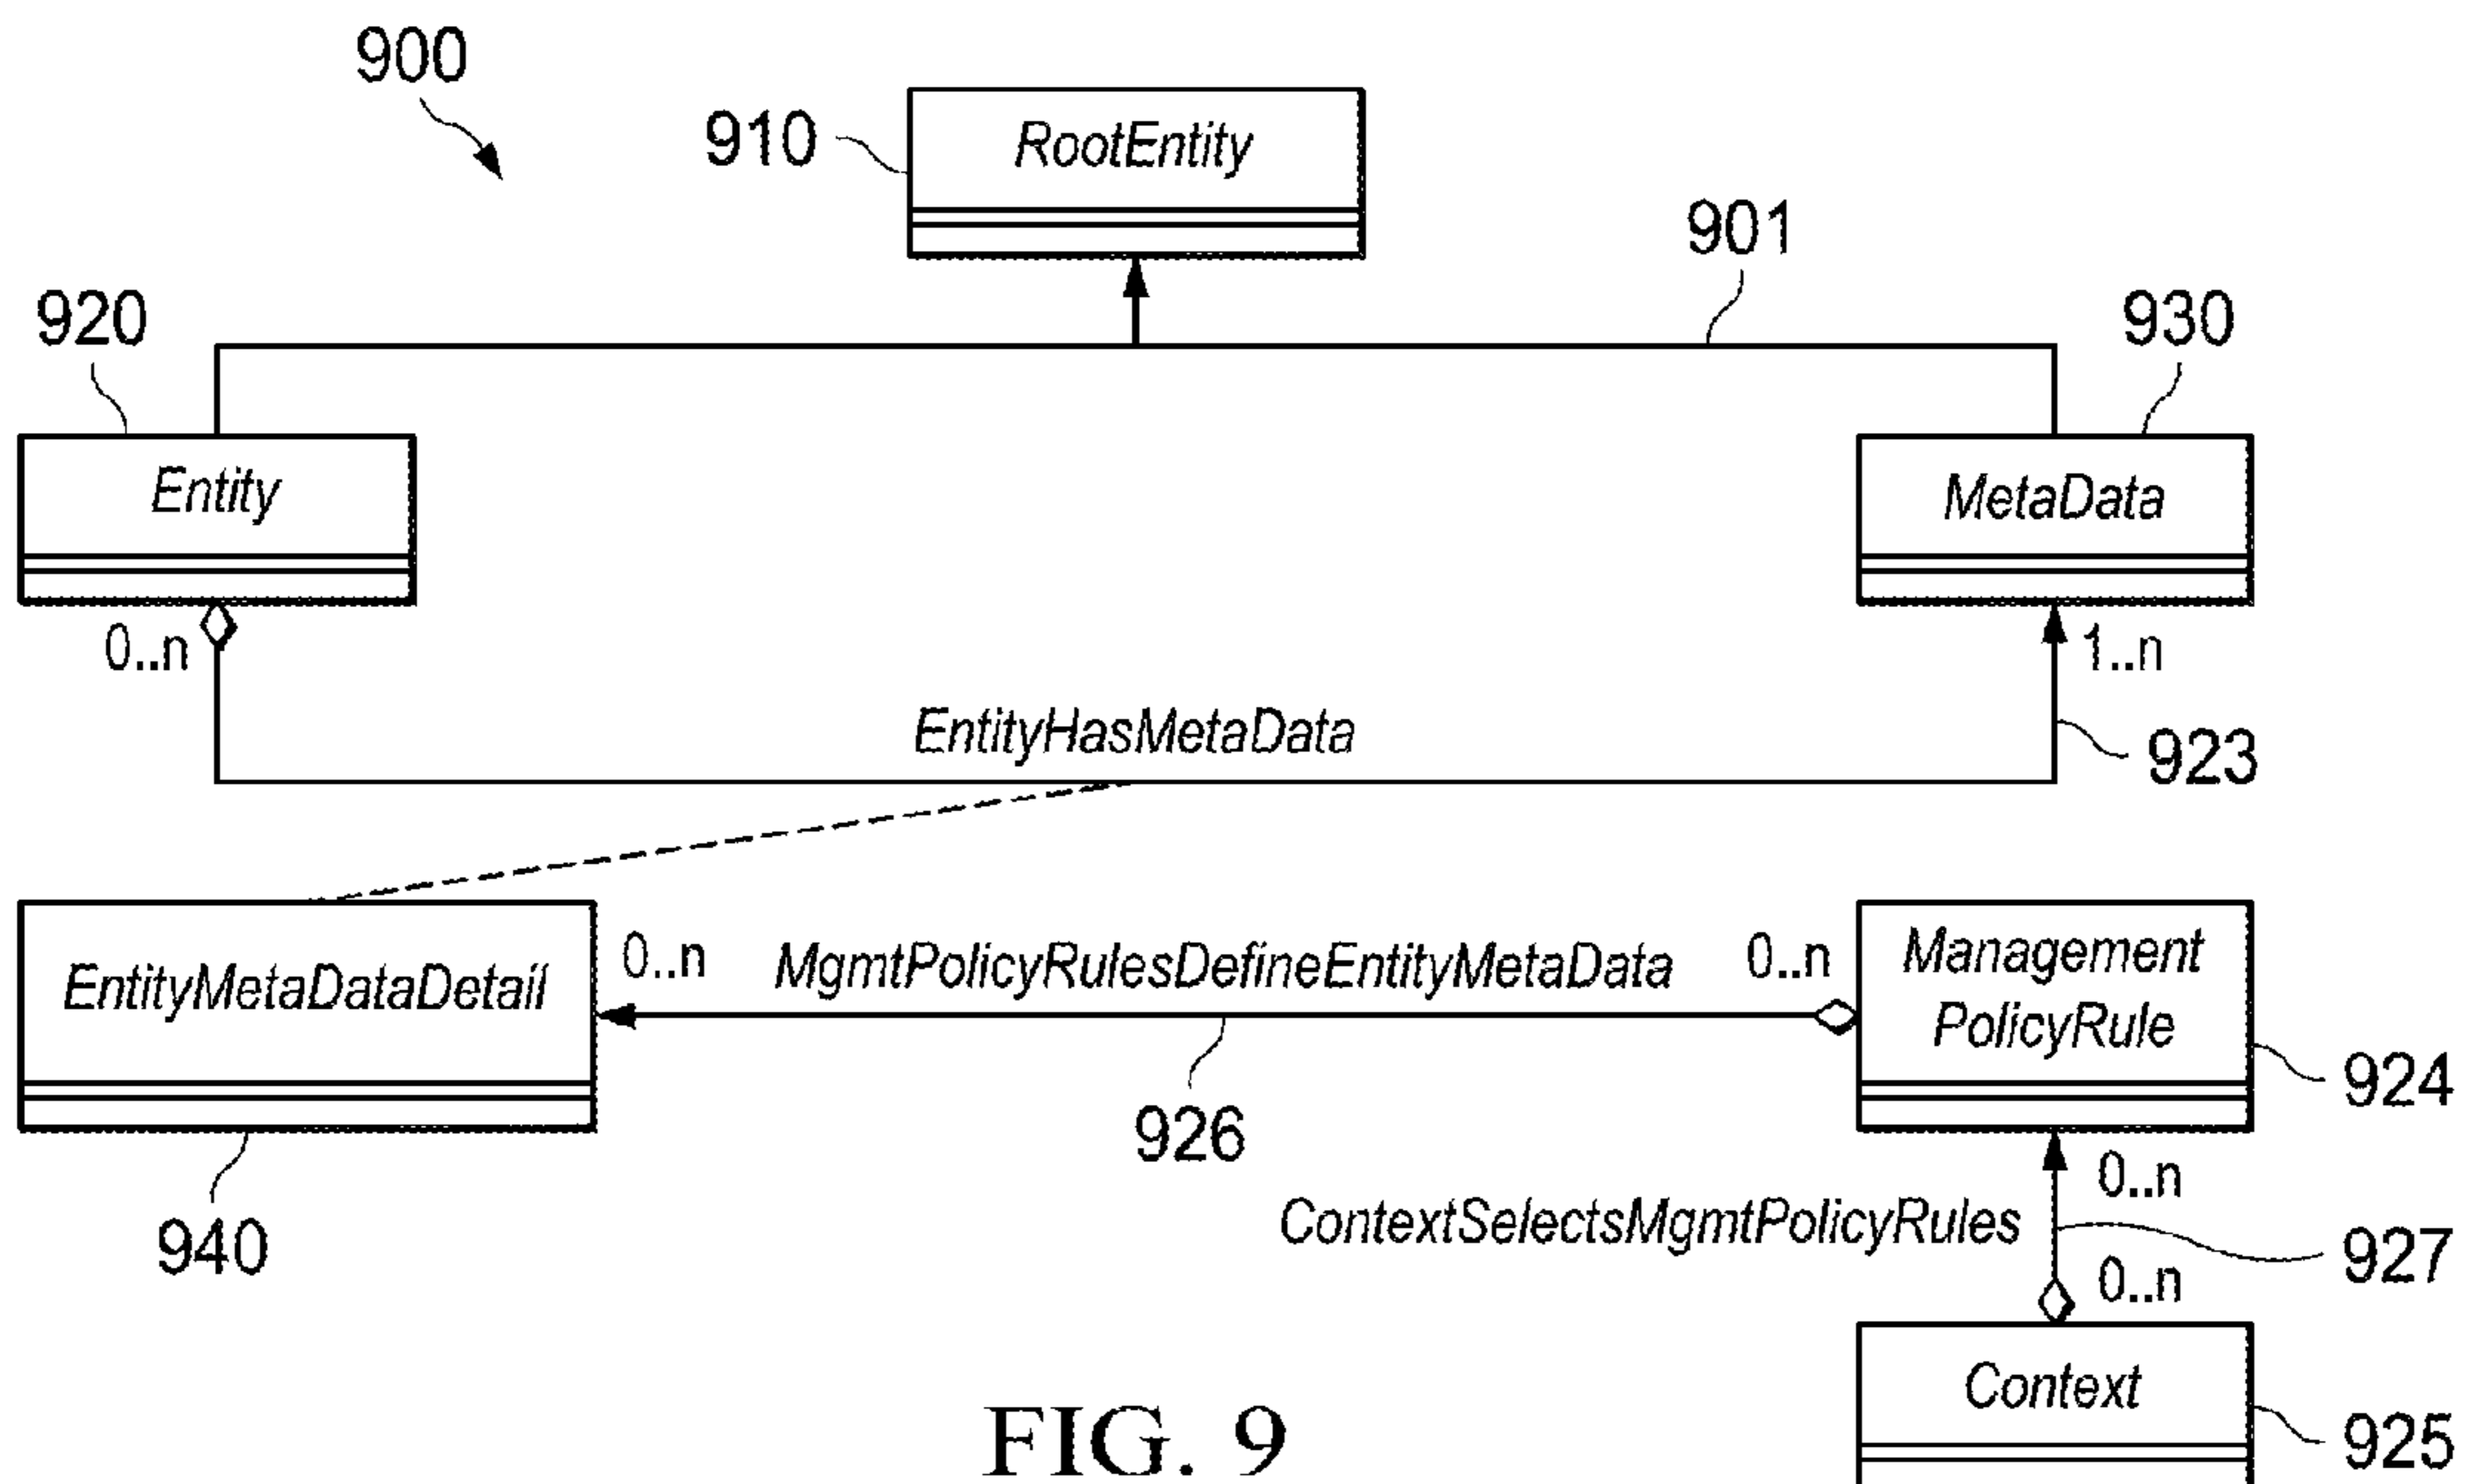 900
910
RootEntity
901
920
930
Entity
MetaData
0..n
1..n
EntityHasMetaData
923
EntityMetaDataDetail
0..n
MgmtPolicyRulesDefineEntityMetaData
0..n
Management
PolicyRule
924
926
940
0..n
ContextSelectsMgmtPolicyRules
927
0..n
Context
925
FIG. 9